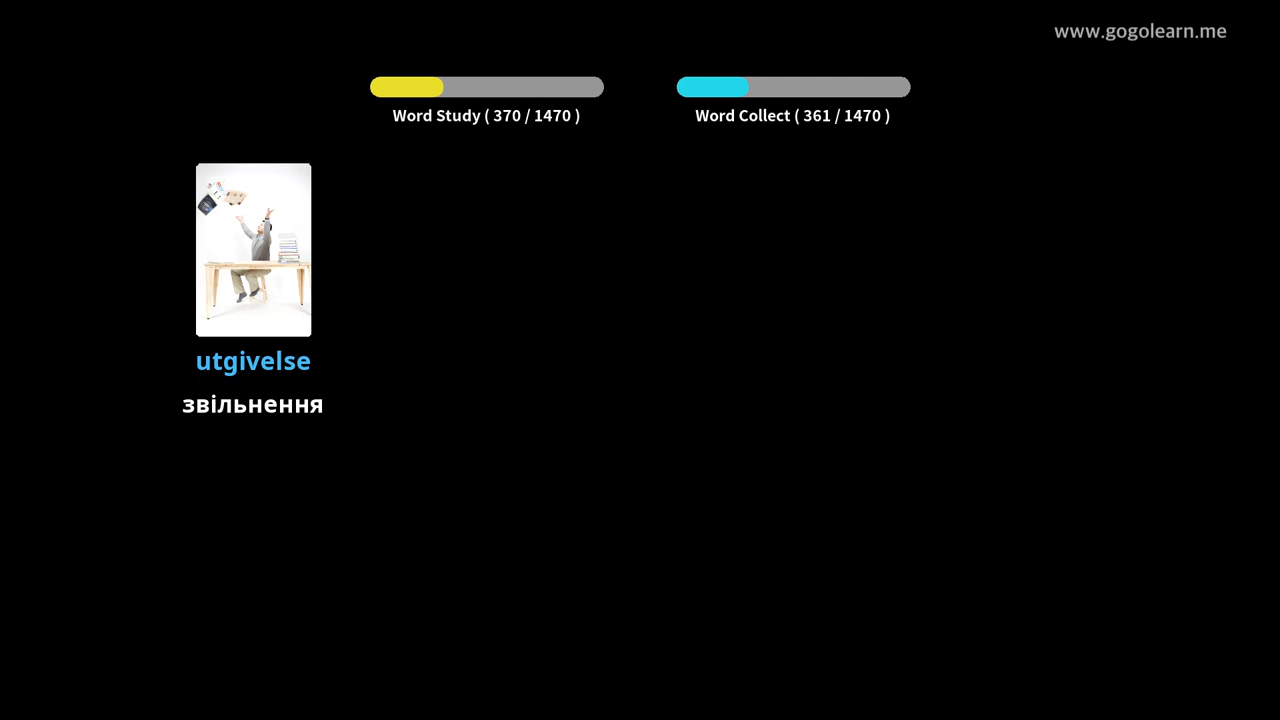 www.gogolearn.me
Word Study ( 370 / 1470 )
Word Collect ( 361 / 1470 )
utgivelse
звільнення